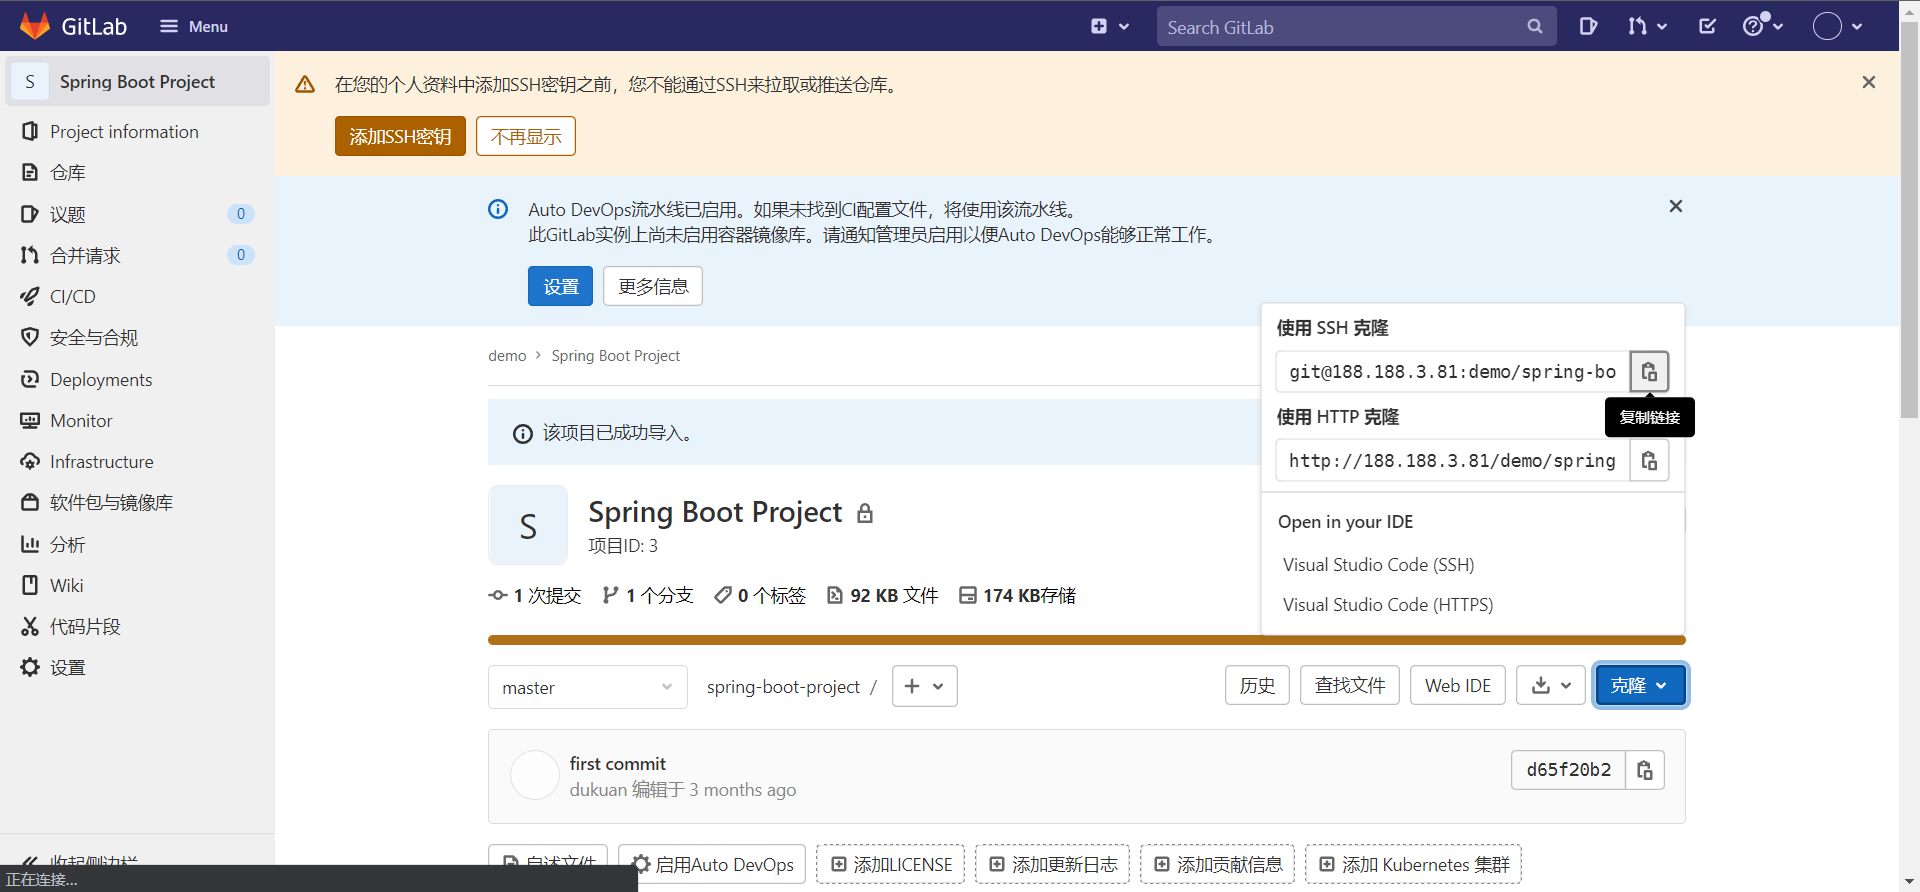 GitLab
Menu
Search GitLab
S
Spring Boot Project
Project information
仓库
议题
0
合并请求
0
CI/CD
安全与合规
Deployments
Monitor
Infrastructure
软件包与镜像库
分析
Wiki
代码片段
设置
收起侧边栏
正在连接...
在您的个人资料中添加SSH密钥之前，您不能通过SSH来拉取或推送仓库。
添加SSH密钥
不再显示
Auto DevOps流水线已启用。如果未找到CI配置文件，将使用该流水线。
此GitLab实例上尚未启用容器镜像库。请通知管理员启用以便Auto DevOps能够正常工作。
设置
更多信息
demo > Spring Boot Project
该项目已成功导入。
S
Spring Boot Project
项目ID: 3
1 次提交
1 个分支
0 个标签
92 KB 文件
174 KB存储
使用 SSH 克隆
git@188.188.3.81:demo/spring-bo
复制链接
使用 HTTP 克隆
http://188.188.3.81/demo/spring
Open in your IDE
Visual Studio Code (SSH)
Visual Studio Code (HTTPS)
master
spring-boot-project /
历史
查找文件
Web IDE
克隆
first commit
dukuan 编辑于 3 months ago
d65f20b2
自述文件
启用Auto DevOps
添加LICENSE
添加更新日志
添加贡献信息
添加 Kubernetes 集群